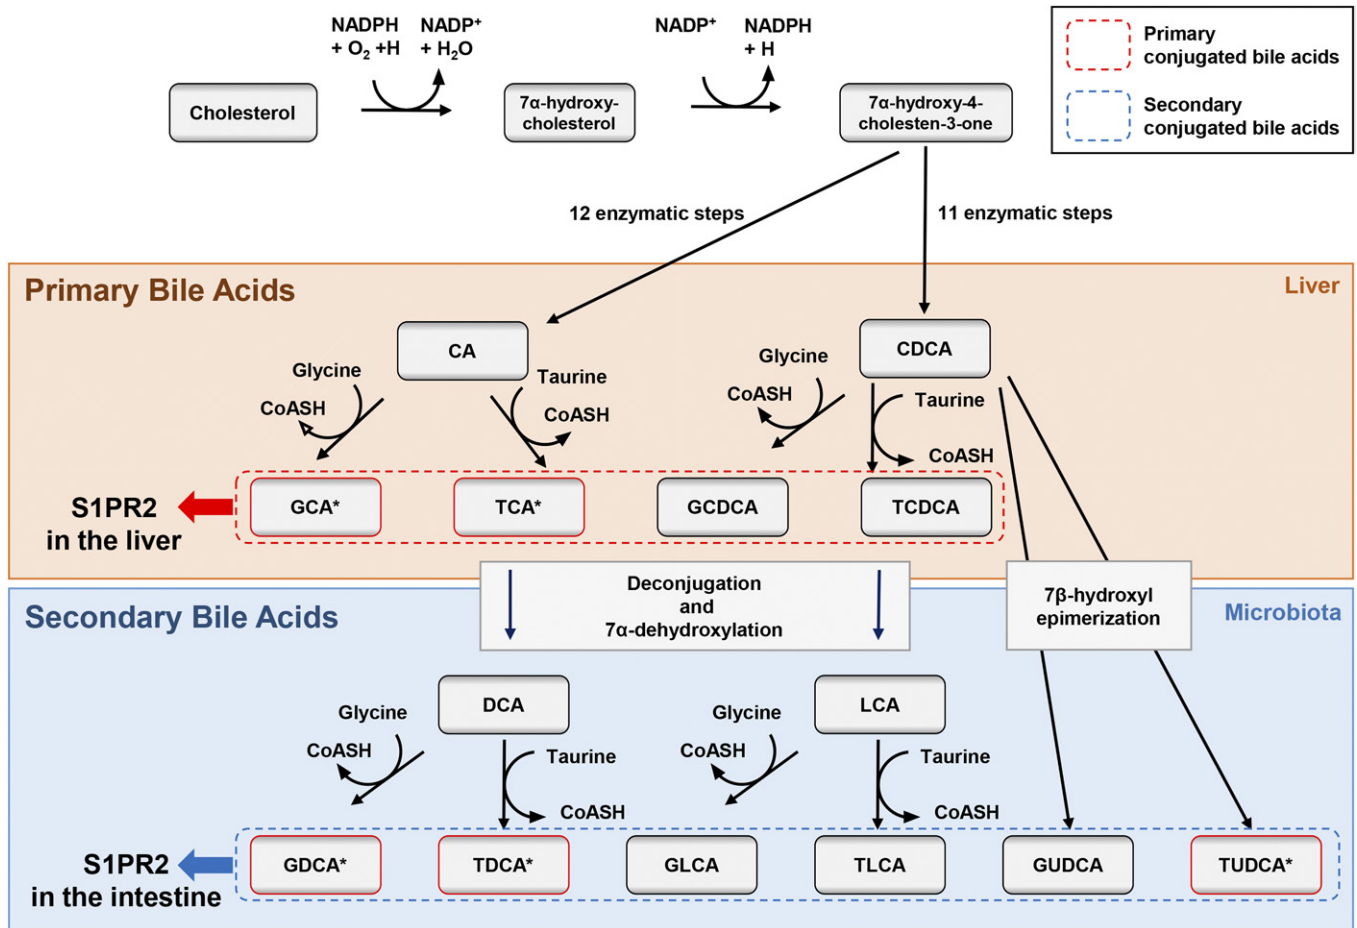 NADPH
+ O2 +H
NADP+
+ H2O
NADP+
NADPH
+ H
Cholesterol
7α-hydroxy-
cholesterol
7α-hydroxy-4-
cholesten-3-one
Primary
conjugated bile acids
Secondary
conjugated bile acids
12 enzymatic steps
11 enzymatic steps
Primary Bile Acids
Liver
CA
CDCA
Glycine
CoASH
Taurine
CoASH
Glycine
CoASH
Taurine
CoASH
S1PR2
in the liver
GCA*
TCA*
GCDCA
TCDCA
Deconjugation
and
7α-dehydroxylation
7β-hydroxyl
epimerization
Secondary Bile Acids
Microbiota
DCA
LCA
Glycine
CoASH
Taurine
CoASH
Glycine
CoASH
Taurine
CoASH
S1PR2
in the intestine
GDCA*
TDCA*
GLCA
TLCA
GUDCA
TUDCA*